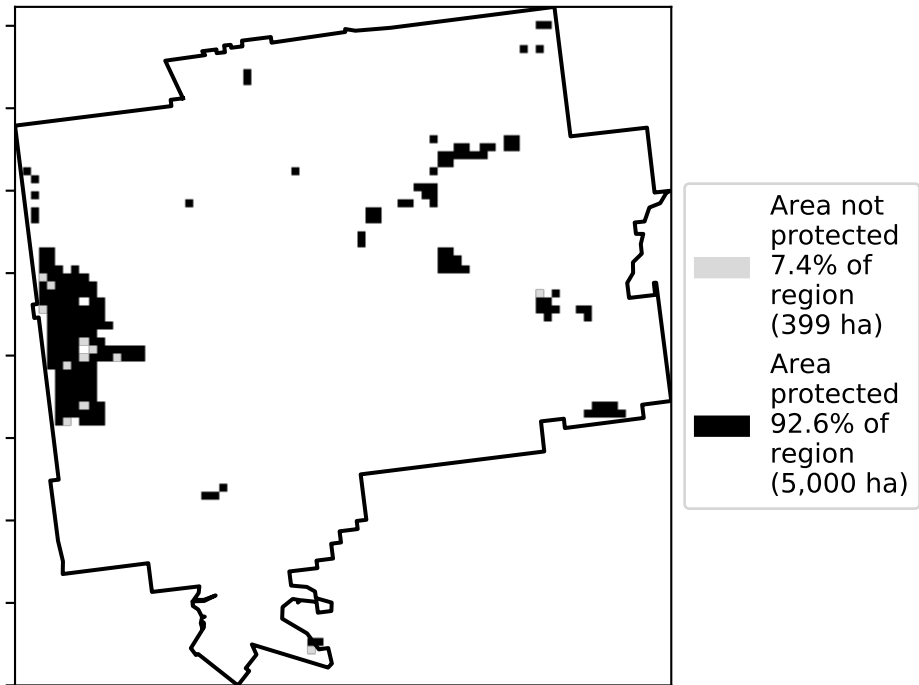 Area not
protected
7.4% of
region
(399 ha)
Area
protected
92.6% of
region
(5,000 ha)